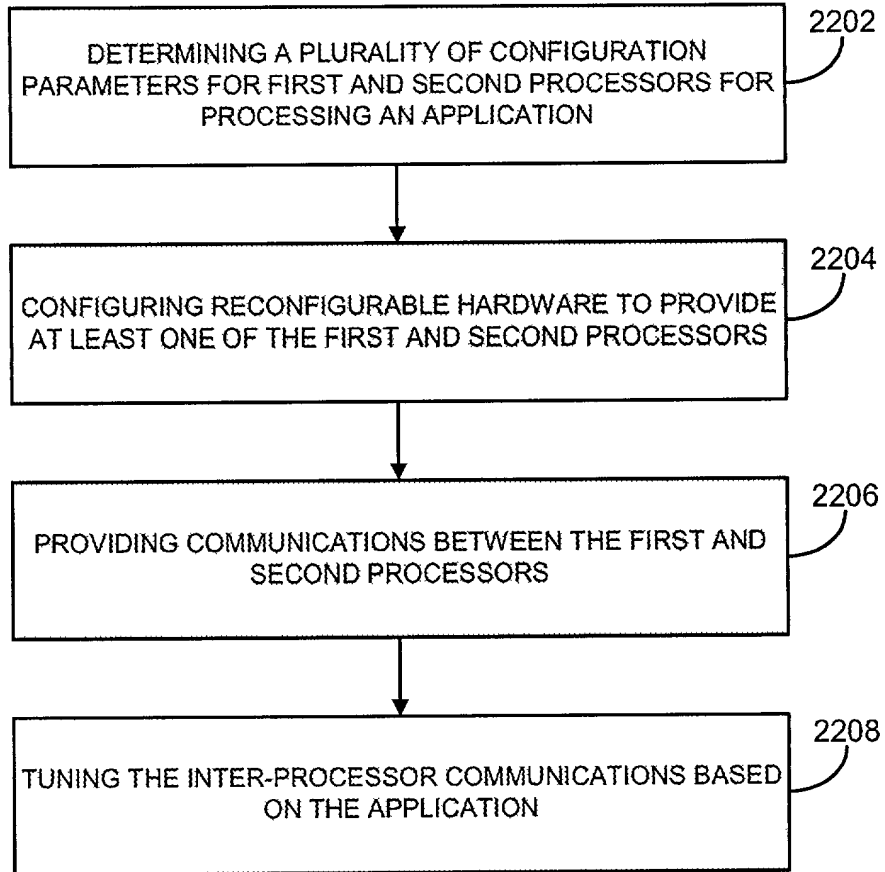 2202
DETERMINING A PLURALITY OF CONFIGURATION
PARAMETERS FOR FIRST AND SECOND PROCESSORS FOR
PROCESSING AN APPLICATION
2204
CONFIGURING RECONFIGURABLE HARDWARE TO PROVIDE
AT LEAST ONE OF THE FIRST AND SECOND PROCESSORS
2206
PROVIDING COMMUNICATIONS BETWEEN THE FIRST AND
SECOND PROCESSORS
2208
TUNING THE INTER-PROCESSOR COMMUNICATIONS BASED
ON THE APPLICATION